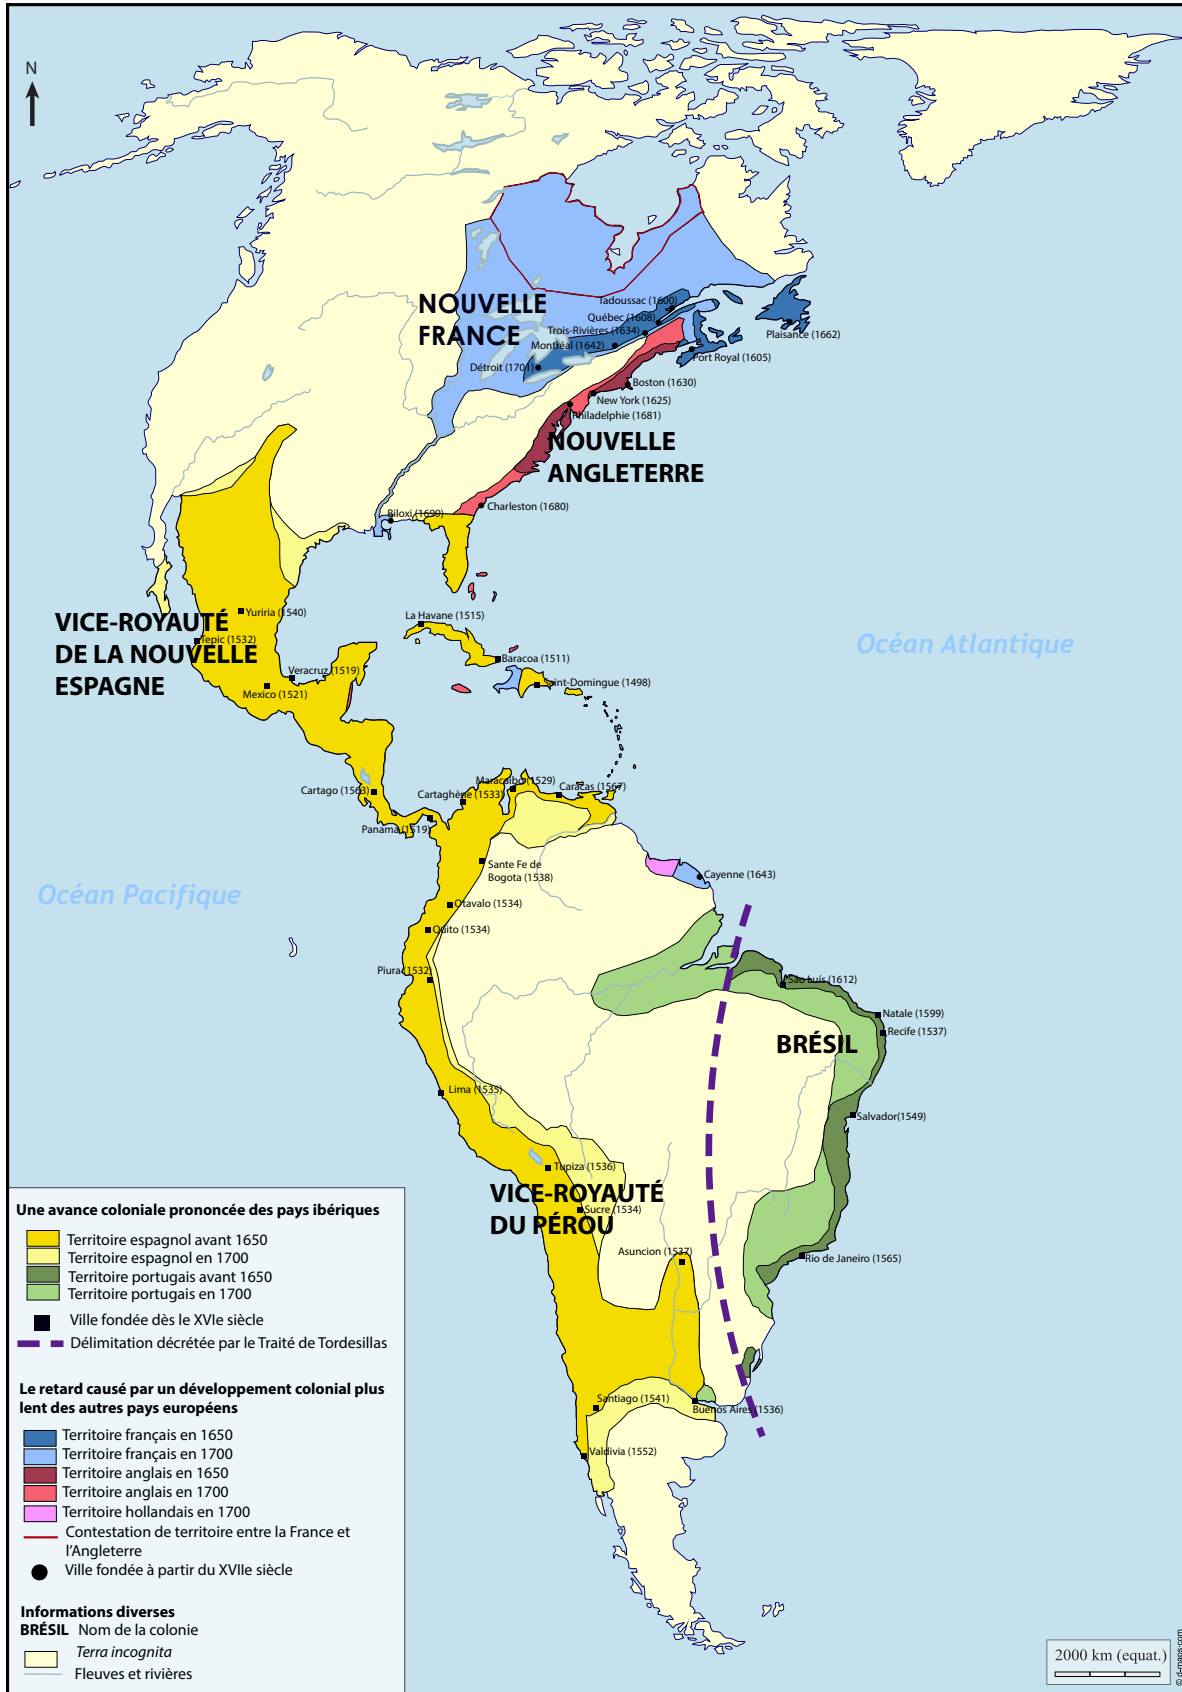 N
NOUVELLE
FRANCE
Tadoussac (1600)
Québec (1608)
Trois-Rivières (1634)
Montréal (1642)
Détroit (1701)
Plaisance (1662)
Port Royal (1605)
Boston (1630)
New York (1625)
Philadelphie (1681)
NOUVELLE
ANGLETERRE
Charleston (1680)
Biloxi (1699)
VICE-ROYAUTÉ
DE LA NOUVELLE
ESPAGNE
Yuriria (1540)
Tepic (1532)
Veracruz (1519)
Mexico (1521)
La Havane (1515)
Baracoa (1511)
Saint-Domingue (1498)
Océan Atlantique
Cartago (1563)
Panama (1519)
Cartaghène (1533)
Maracaibo (1529)
Caracas (1567)
Océan Pacifique
Sante Fe de
Bogota (1538)
Otavalo (1534)
Quito (1534)
Piura (1532)
Cayenne (1643)
Sao Luís (1612)
Natale (1599)
Recife (1537)
BRÉSIL
Lima (1535)
Salvador(1549)
Tupiza (1536)
VICE-ROYAUTÉ
DU PÉROU
Sucre (1534)
Asuncion (1537)
Rio de Janeiro (1565)
Santiago (1541)
Buenos Aires (1536)
Valdivia (1552)
Une avance coloniale prononcée des pays ibériques
Territoire espagnol avant 1650
Territoire espagnol en 1700
Territoire portugais avant 1650
Territoire portugais en 1700
Ville fondée dès le XVIe siècle
Délimitation décrétée par le Traité de Tordesillas
Le retard causé par un développement colonial plus
lent des autres pays européens
Territoire français en 1650
Territoire français en 1700
Territoire anglais en 1650
Territoire anglais en 1700
Territoire hollandais en 1700
Contestation de territoire entre la France et
l'Angleterre
Ville fondée à partir du XVIIe siècle
Informations diverses
BRÉSIL Nom de la colonie
Terra incognita
Fleuves et rivières
2000 km (equat.)
© d-maps.com